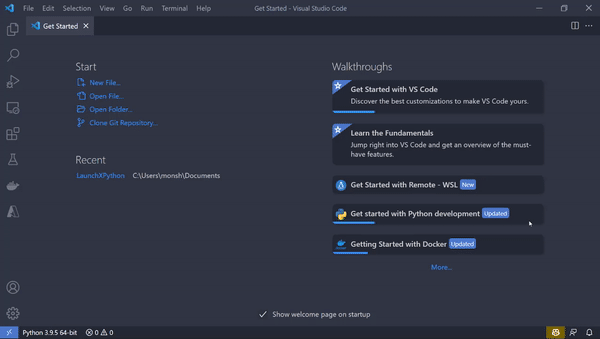 File Edit Selection View Go Run Terminal Help Get Started - Visual Studio Code
Get Started
Start
New File...
Open File...
Open Folder...
Clone Git Repository...
Recent
LaunchXPython C:\Users\monsh\Documents
Walkthroughs
Get Started with VS Code
Discover the best customizations to make VS Code yours.
Learn the Fundamentals
Jump right into VS Code and get an overview of the must-
have features.
Get Started with Remote - WSL New
Get started with Python development Updated
Getting Started with Docker Updated
More...
Show welcome page on startup
Python 3.9.5 64-bit 0 0